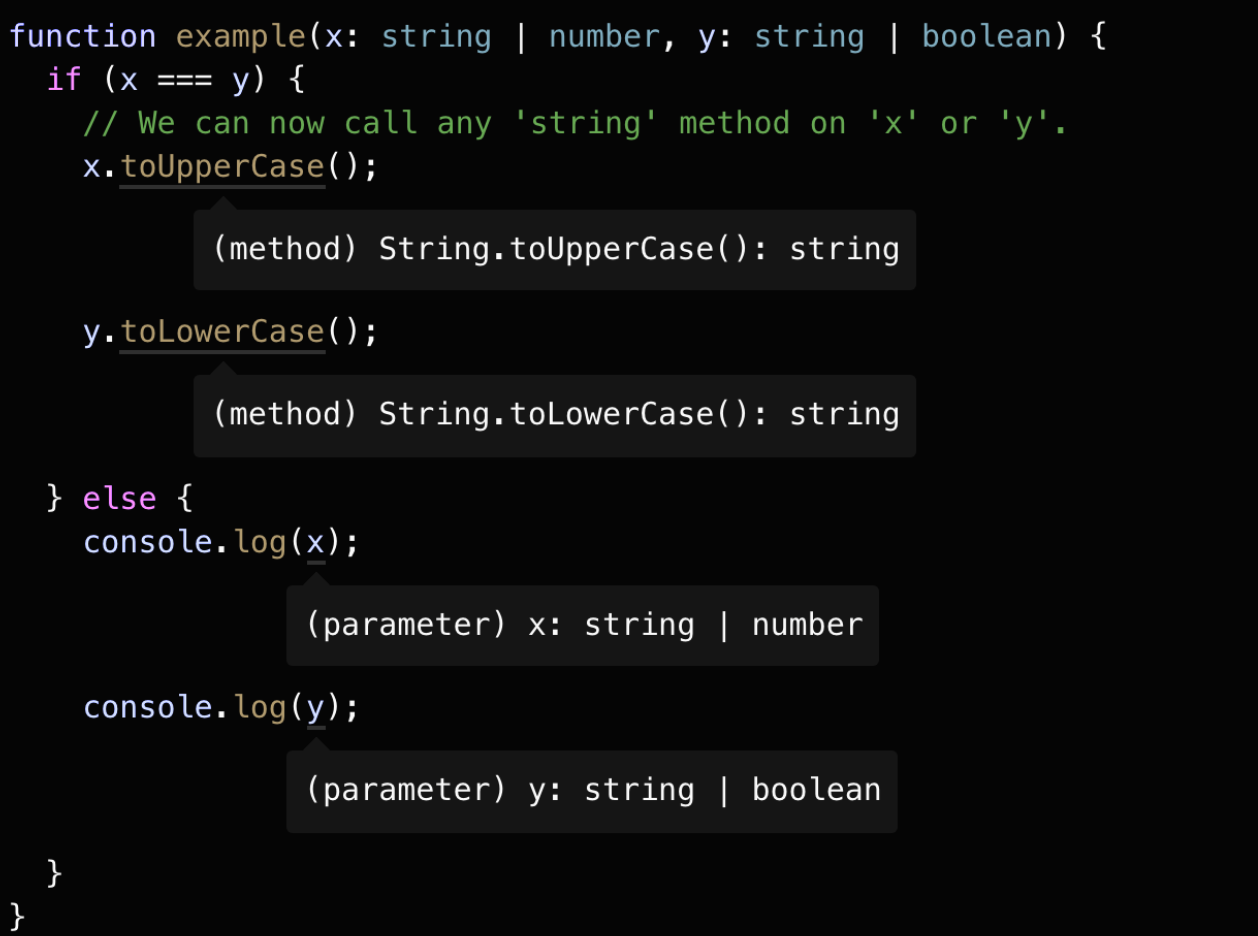 function example(x: string | number, y: string | boolean) {
  if (x === y) {
    // We can now call any 'string' method on 'x' or 'y'.
    x.toUpperCase();
(method) String.toUpperCase(): string
    y.toLowerCase();
(method) String.toLowerCase(): string
  } else {
    console.log(x);
(parameter) x: string | number
    console.log(y);
(parameter) y: string | boolean
  }
}